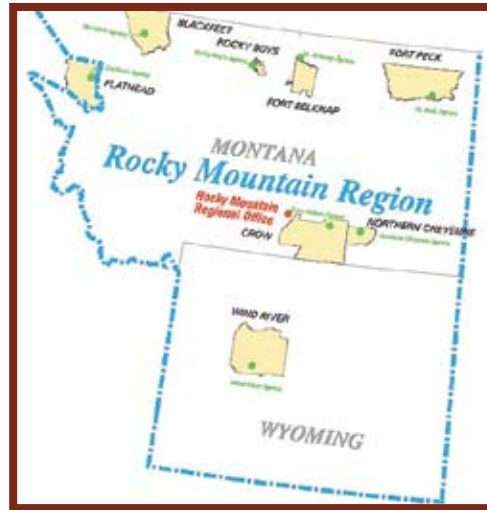 BLACKFEET
ROCKY BOYS
FORT PECK
FLATHEAD
FORT BELKNAP
MONTANA
Rocky Mountain Region
Rocky Mountain
Regional Office
NORTHERN CHEYENNE
CROW
WIND RIVER
WYOMING